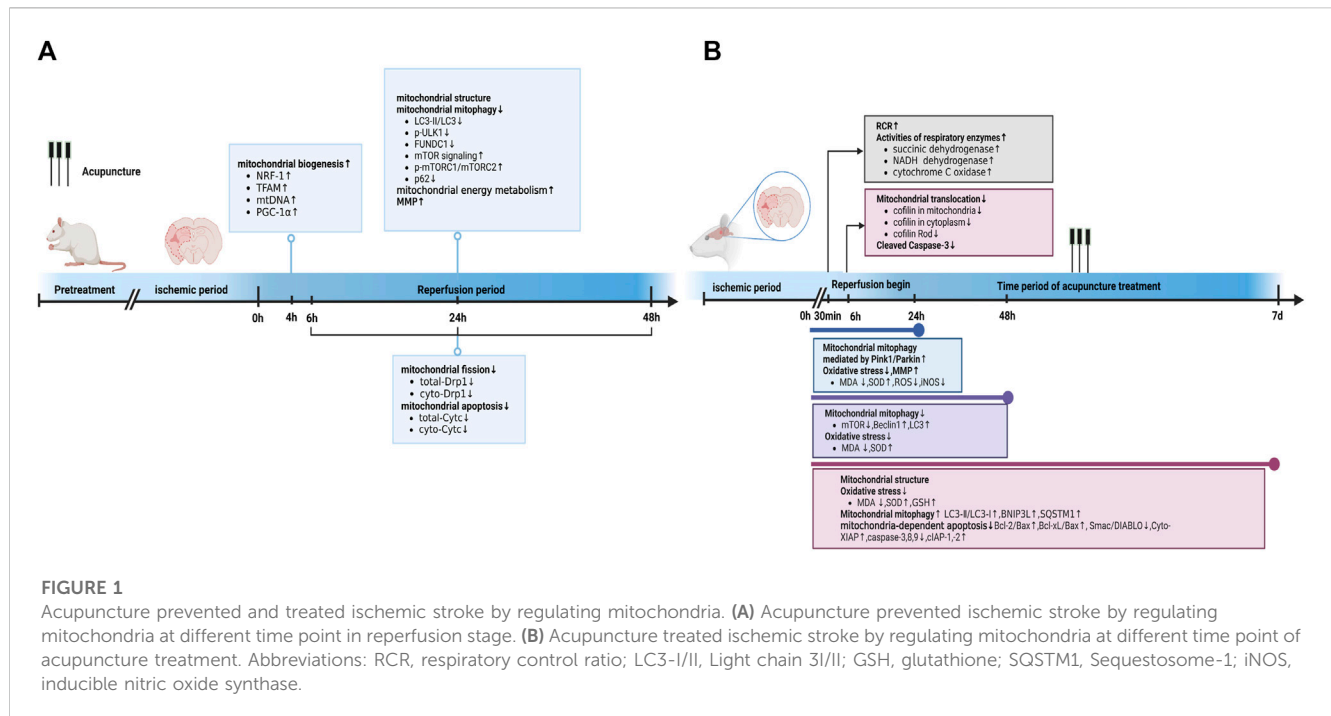 A
Acupuncture
mitochondrial biogenesis↑
• NRF-1↑
• TFAM↑
• mtDNA↑
• PGC-1α↑
mitochondrial structure
mitochondrial mitophagy↓
• LC3-II/LC3↓
• p-ULK1↓
• FUNDC1↓
• mTOR signaling↑
• p-mTORC1/mTORC2↑
• p62↓
mitochondrial energy metabolism↑
MMP↑
Pretreatment
ischemic period
Reperfusion period
0h
4h
6h
24h
48h
mitochondrial fission↓
• total-Drp1↓
• cyto-Drp1↓
mitochondrial apoptosis↓
• total-Cytc↓
• cyto-Cytc↓
B
RCR↑
Activities of respiratory enzymes↑
• succinic dehydrogenase↑
• NADH dehydrogenase↑
• cytochrome C oxidase↑
Mitochondrial translocation↓
• cofilin in mitochondria↓
• cofilin in cytoplasm↓
• cofilin Rod↓
Cleaved Caspase-3↓
ischemic period
Reperfusion begin
Time period of acupuncture treatment
0h
30min
6h
24h
48h
7d
Mitochondrial mitophagy
mediated by Pink1/Parkin↑
Oxidative stress↓,MMP↑
• MDA ↓,SOD↑,ROS↓,iNOS↓
Mitochondrial mitophagy↓
• mTOR↓,Beclin1↑,LC3↑
Oxidative stress↓
• MDA ↓,SOD↑
Mitochondrial structure
Oxidative stress↓
• MDA ↓,SOD↑,GSH↑
Mitochondrial mitophagy↑ LC3-II/LC3-I↑,BNIP3L↑,SQSTM1↑
mitochondria-dependent apoptosis↓Bcl-2/Bax↑,Bcl-xL/Bax↑, Smac/DIABLO↓,Cyto-
XIAP↑,caspase-3,8,9↓,cIAP-1,-2↑
FIGURE 1
Acupuncture prevented and treated ischemic stroke by regulating mitochondria. (A) Acupuncture prevented ischemic stroke by regulating
mitochondria at different time point in reperfusion stage. (B) Acupuncture treated ischemic stroke by regulating mitochondria at different time point of
acupuncture treatment. Abbreviations: RCR, respiratory control ratio; LC3-I/II, Light chain 3I/II; GSH, glutathione; SQSTM1, Sequestosome-1; iNOS,
inducible nitric oxide synthase.